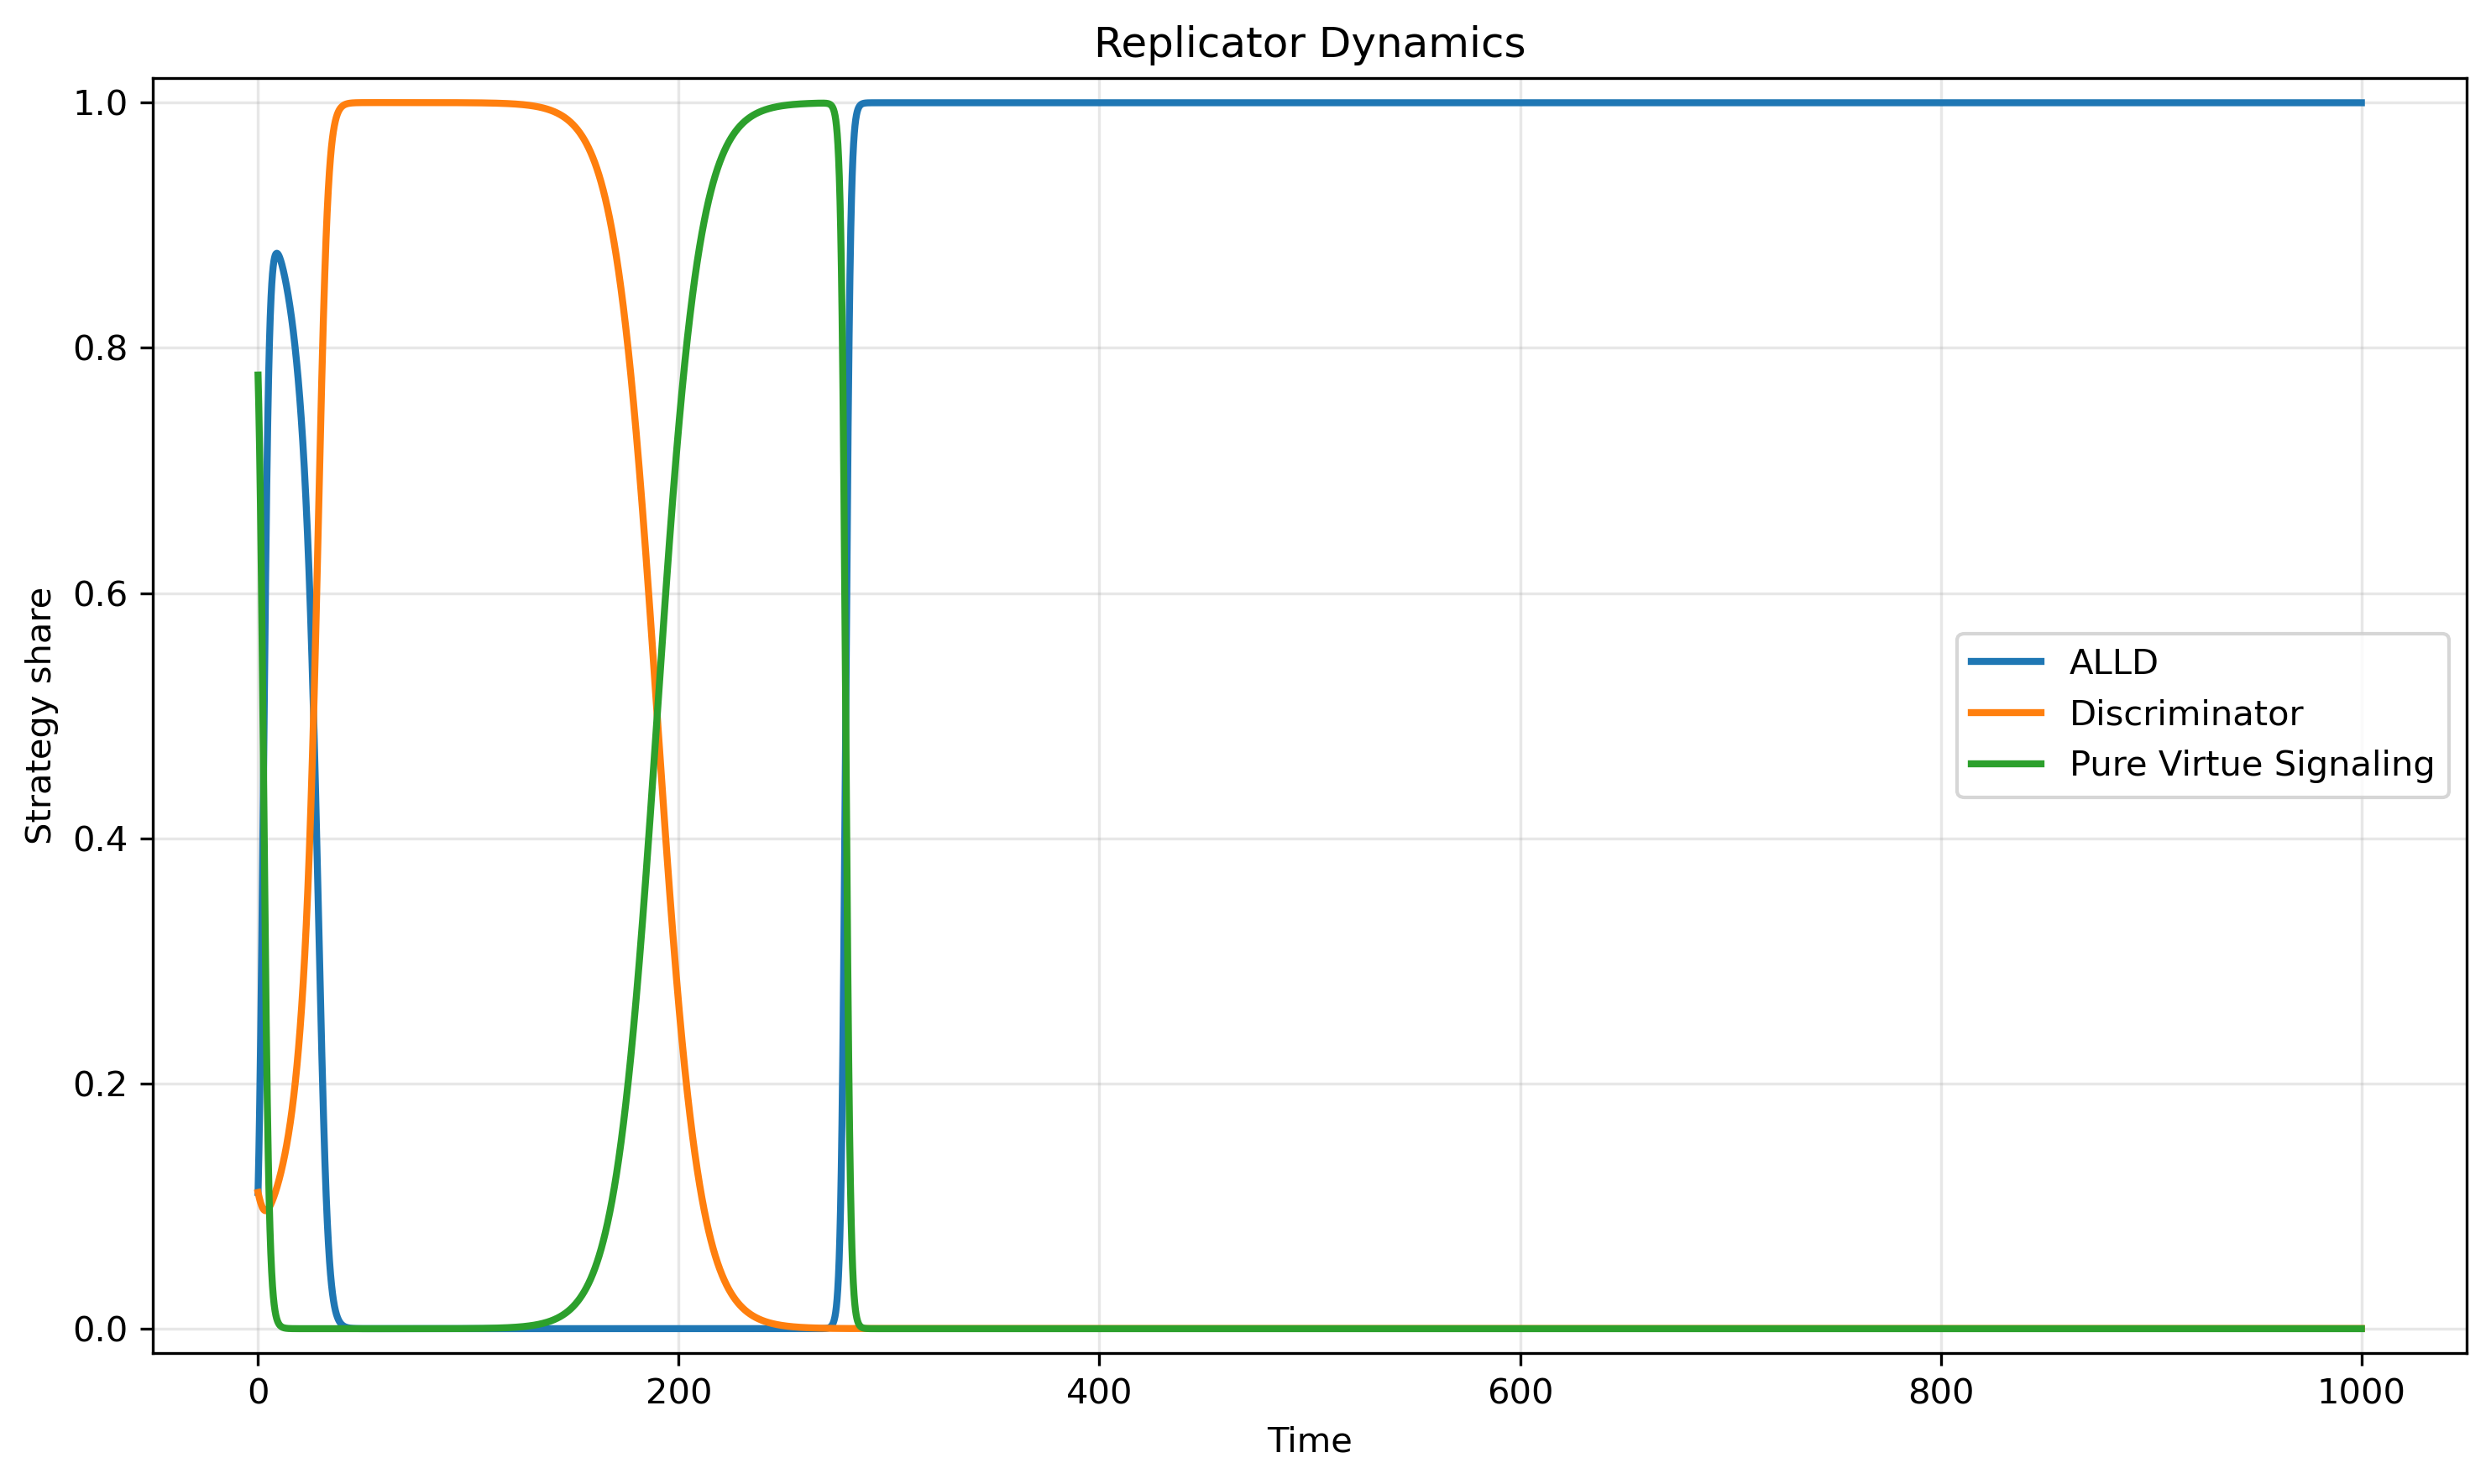 Replicator Dynamics
Strategy share
1.0
0.8
0.6
0.4
0.2
0.0
ALLD
Discriminator
Pure Virtue Signaling
0 200 400 600 800 1000
Time